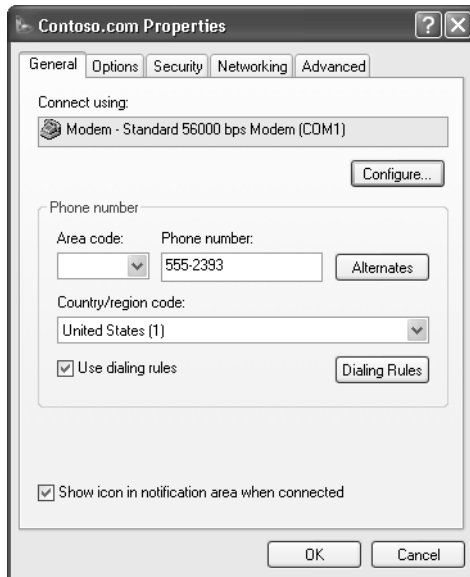 Contoso.com Properties
General Options Security Networking Advanced
Connect using:
Modem - Standard 56000 bps Modem (COM1)
Configure...
Phone number
Area code: Phone number:
555-2393 Alternates
Country/region code:
United States (1)
Use dialing rules Dialing Rules
Show icon in notification area when connected
OK Cancel